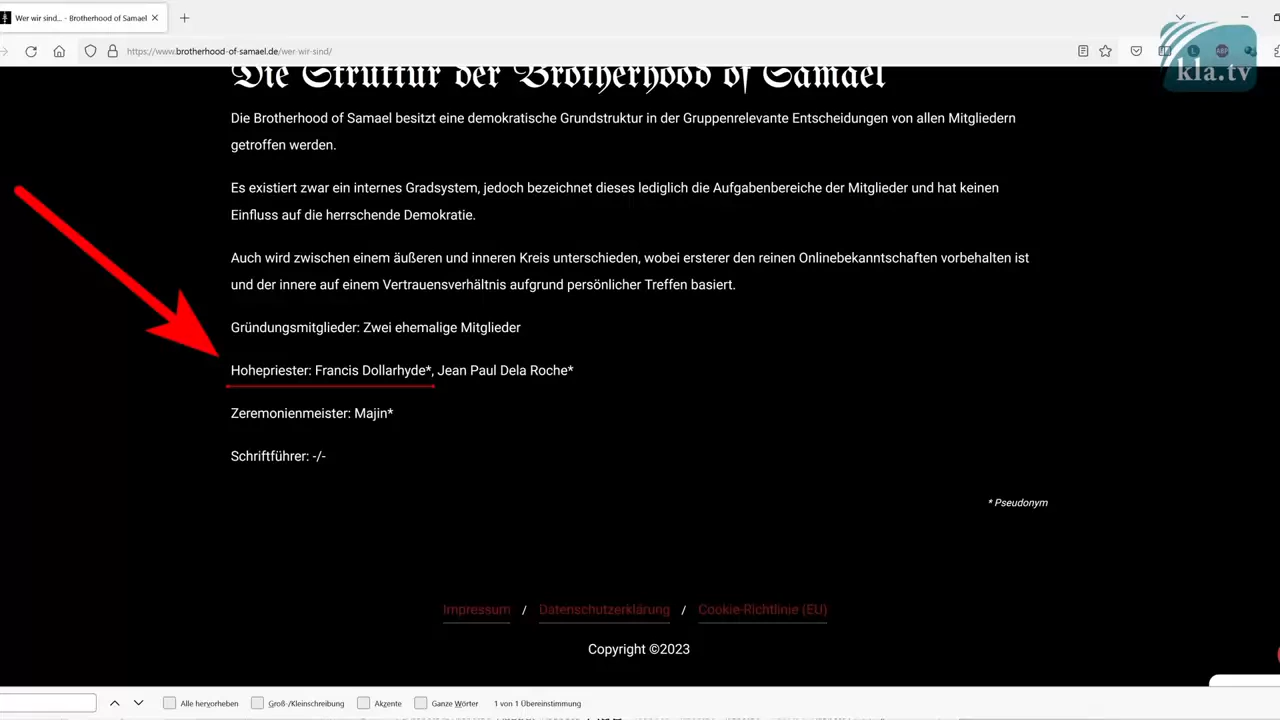 Wer wir sind... - Brotherhood of Samael
https://www.brotherhood-of-samael.de/wer-wir-sind/
kla.tv
Die Struktur der Brotherhood of Samael
Die Brotherhood of Samael besitzt eine demokratische Grundstruktur in der Gruppenrelevante Entscheidungen von allen Mitgliedern
getroffen werden.
Es existiert zwar ein internes Gradsystem, jedoch bezeichnet dieses lediglich die Aufgabenbereiche der Mitglieder und hat keinen
Einfluss auf die herrschende Demokratie.
Auch wird zwischen einem äußeren und inneren Kreis unterschieden, wobei ersterer den reinen Onlinebekanntschaften vorbehalten ist
und der innere auf einem Vertrauensverhältnis aufgrund persönlicher Treffen basiert.
Gründungsmitglieder: Zwei ehemalige Mitglieder
Hohepriester: Francis Dollarhyde*, Jean Paul Dela Roche*
Zeremonienmeister: Majin*
Schriftführer: -/-
* Pseudonym
Impressum / Datenschutzerklärung / Cookie-Richtlinie (EU)
Copyright ©2023
Alle hervorheben Groß-/Kleinschreibung Akzente Ganze Wörter 1 von 1 Übereinstimmung